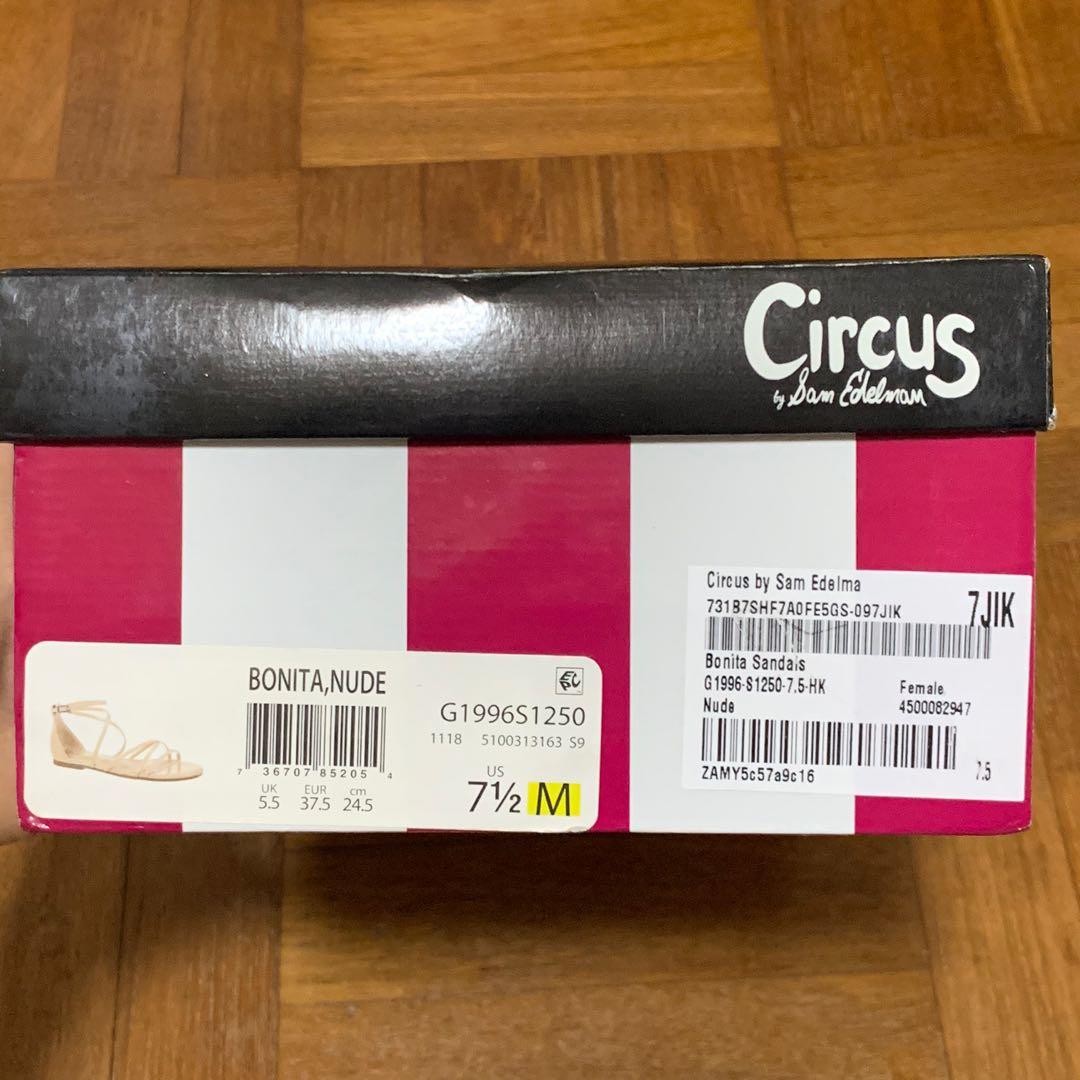 Circus
by Sam Edelman
BONITA,NUDE
G1996S1250
1118 5100313163 S9
7 36707 85205 4
UK EUR cm
5.5 37.5 24.5
US
7½ M
Circus by Sam Edelma
731B7SHF7A0FE5GS-097JIK
7JIK
Bonita Sandals
G1996-S1250-7.5-HK Female
Nude 4500082947
ZAMY5c57a9c16 7.5